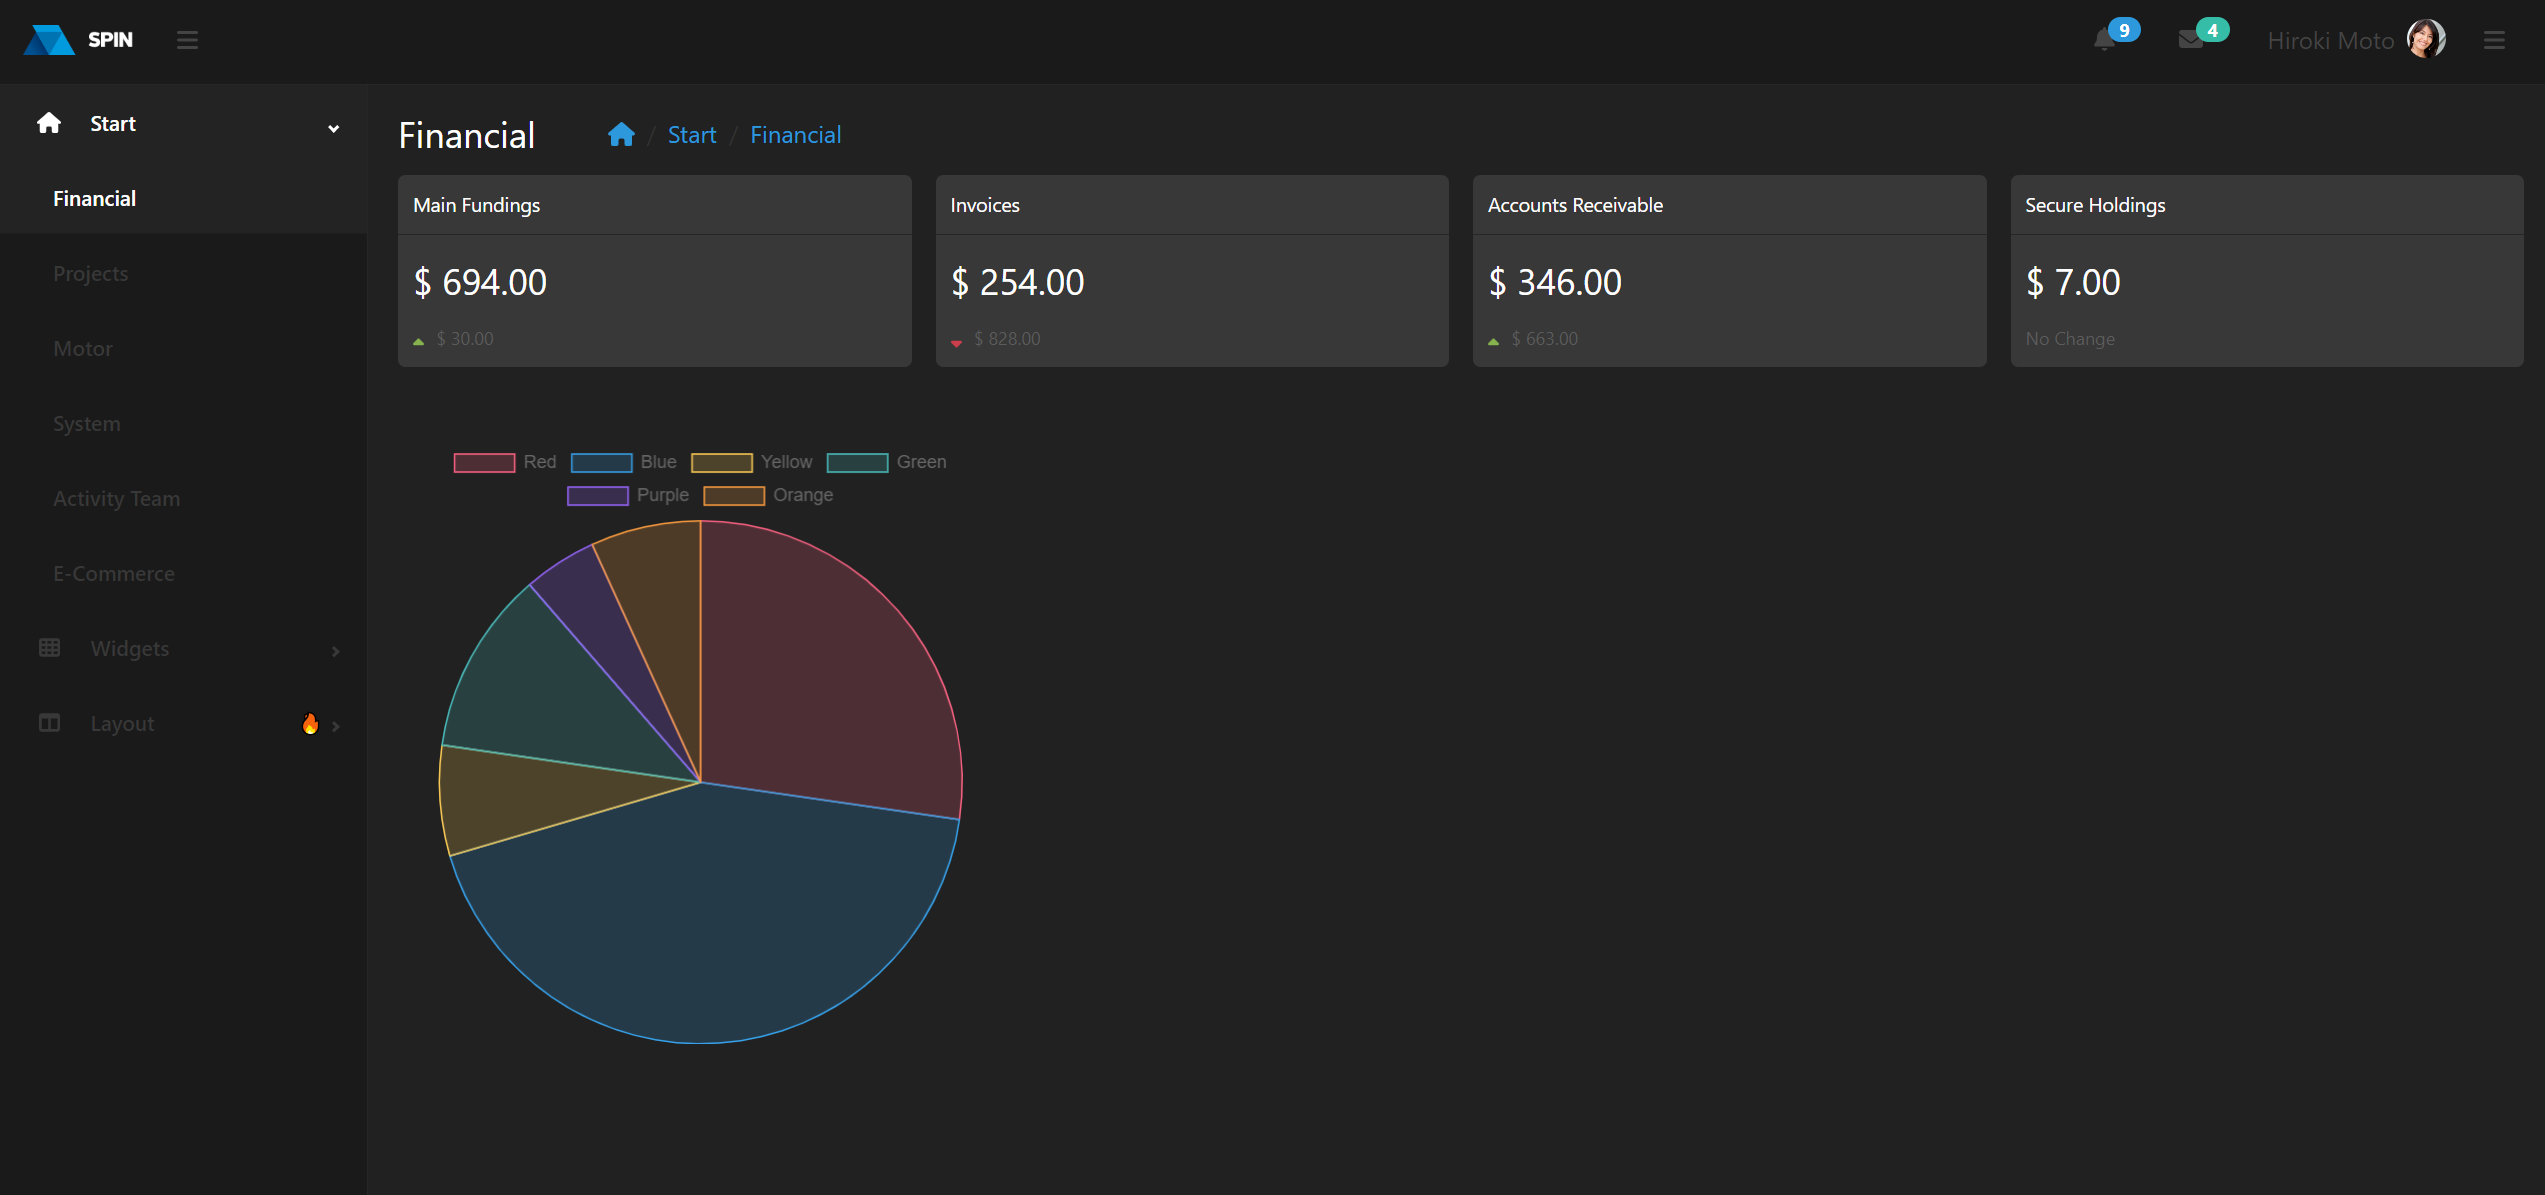 SPIN
9
4
Hiroki Moto
Start
Financial
Projects
Motor
System
Activity Team
E-Commerce
Widgets
Layout
Financial
/ Start / Financial
Main Fundings
$ 694.00
$ 30.00
Invoices
$ 254.00
$ 828.00
Accounts Receivable
$ 346.00
$ 663.00
Secure Holdings
$ 7.00
No Change
Red Blue Yellow Green
Purple Orange